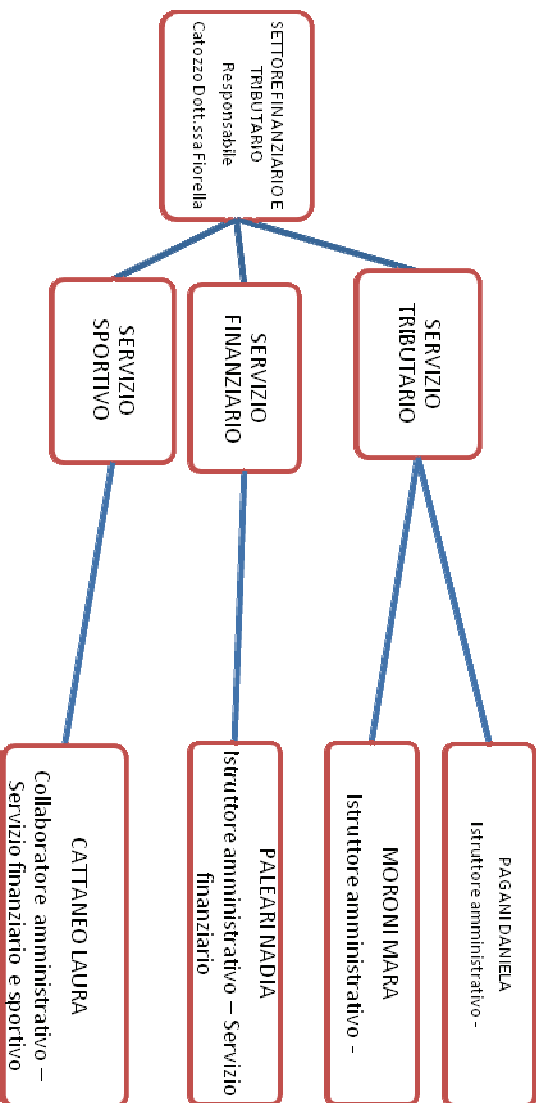 SETTORE FINANZIARIO E
TRIBUTARIO
Responsabile
Catozzo Dott.ssa Fiorella
SERVIZIO
TRIBUTARIO
SERVIZIO
FINANZIARIO
SERVIZIO
SPORTIVO
PAGANI DANIELA
Istruttore amministrativo -
MORONI MARA
Istruttore amministrativo -
PALEARI NADIA
Istruttore amministrativo – Servizio
finanziario
CATTANEO LAURA
Collaboratore amministrativo –
Servizio finanziario e sportivo